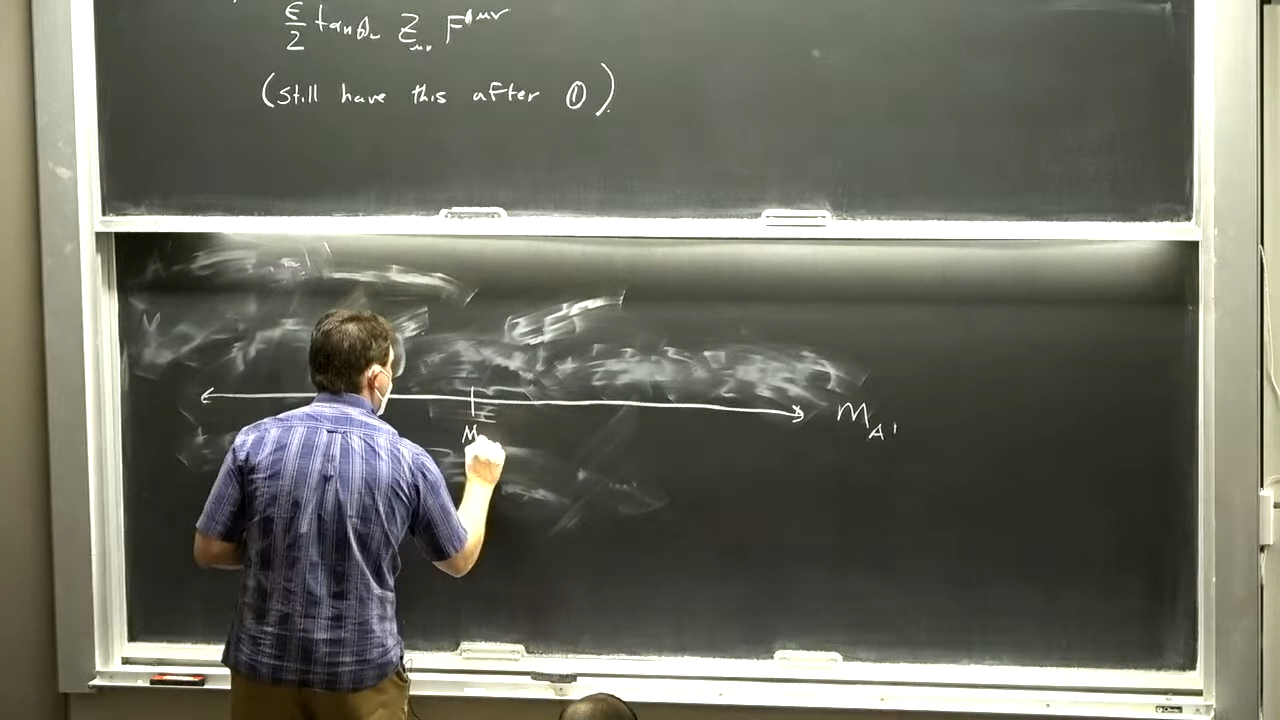 ε/2 tanθ_w Z_μν F'^μν
(still have this after ①)
M
m_A'